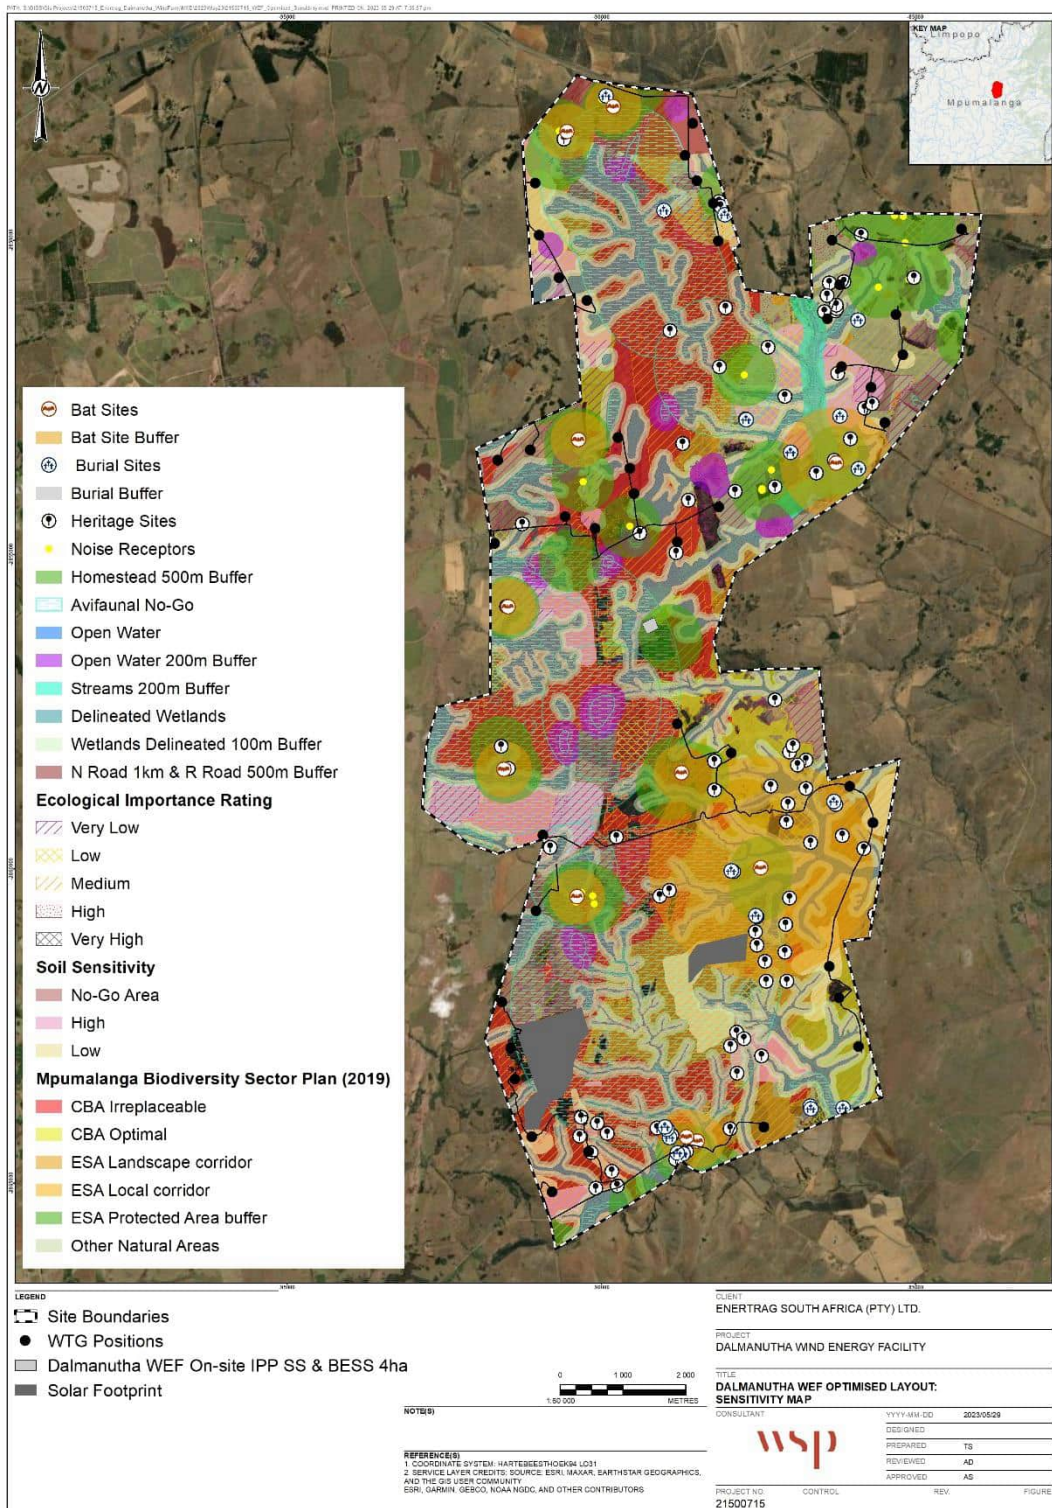 KEY MAP
Limpopo
Mpumalanga
N
Bat Sites
Bat Site Buffer
Burial Sites
Burial Buffer
Heritage Sites
Noise Receptors
Homestead 500m Buffer
Avifaunal No-Go
Open Water
Open Water 200m Buffer
Streams 200m Buffer
Delineated Wetlands
Wetlands Delineated 100m Buffer
N Road 1km & R Road 500m Buffer
Ecological Importance Rating
Very Low
Low
Medium
High
Very High
Soil Sensitivity
No-Go Area
High
Low
Mpumalanga Biodiversity Sector Plan (2019)
CBA Irreplaceable
CBA Optimal
ESA Landscape corridor
ESA Local corridor
ESA Protected Area buffer
Other Natural Areas
LEGEND
Site Boundaries
WTG Positions
Dalmanutha WEF On-site IPP SS & BESS 4ha
Solar Footprint
0 1 000 2 000
1:60 000 METRES
NOTE(S)
REFERENCE(S)
1. COORDINATE SYSTEM: HARTEBEESTHOEK94 LO31
2. SERVICE LAYER CREDITS: SOURCE: ESRI, MAXAR, EARTHSTAR GEOGRAPHICS,
AND THE GIS USER COMMUNITY
ESRI, GARMIN, GEBCO, NOAA NGDC, AND OTHER CONTRIBUTORS
CLIENT
ENERTRAG SOUTH AFRICA (PTY) LTD.
PROJECT
DALMANUTHA WIND ENERGY FACILITY
TITLE
DALMANUTHA WEF OPTIMISED LAYOUT:
SENSITIVITY MAP
CONSULTANT
wsp
YYYY-MM-DD 2023/05/29
DESIGNED
PREPARED TS
REVIEWED AD
APPROVED AS
PROJECT NO. CONTROL REV. FIGURE
21500715